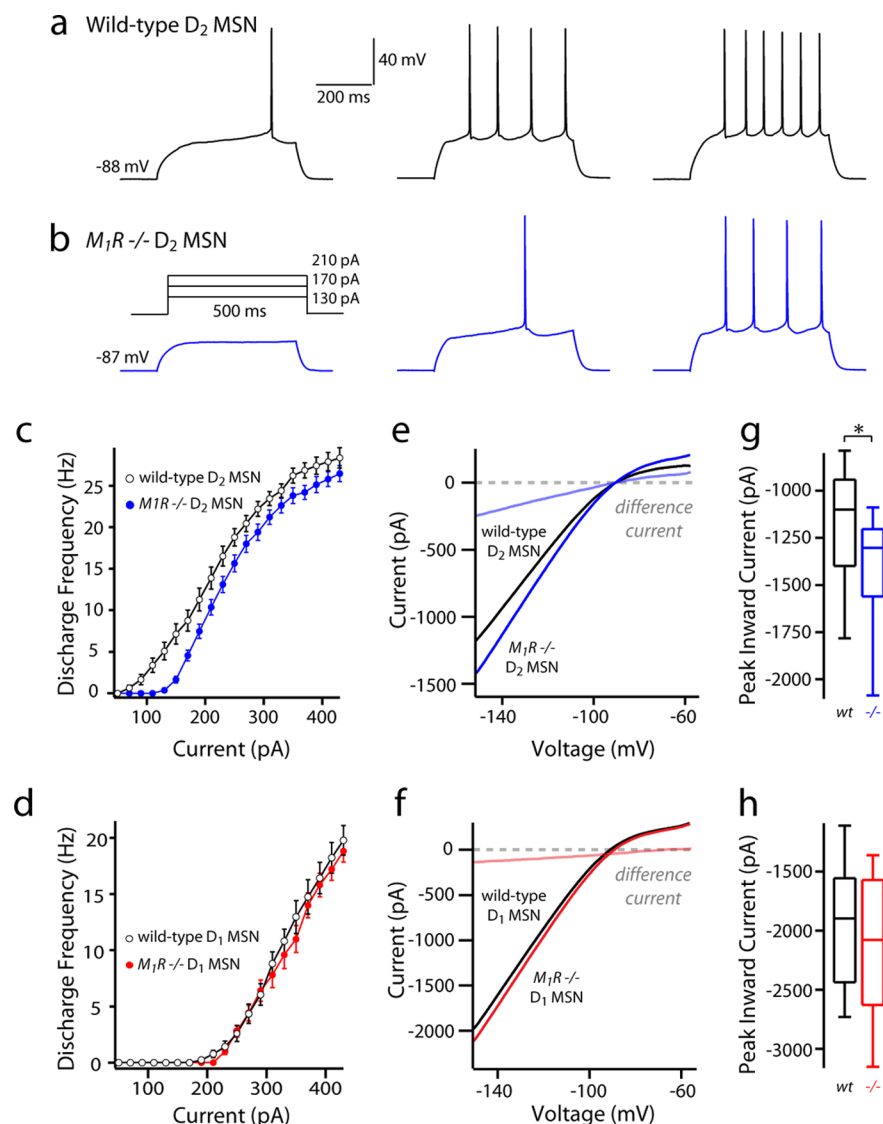 a Wild-type D2 MSN
40 mV
200 ms
-88 mV
b M1R -/- D2 MSN
210 pA
170 pA
130 pA
500 ms
-87 mV
c
Discharge Frequency (Hz)
25
20
15
10
5
0
wild-type D2 MSN
M1R -/- D2 MSN
100 200 300 400
Current (pA)
e
Current (pA)
0
-500
-1000
-1500
wild-type
D2 MSN
difference
current
M1R -/-
D2 MSN
-140 -100 -60
Voltage (mV)
g
*
Peak Inward Current (pA)
-1000
-1250
-1500
-1750
-2000
wt -/-
d
Discharge Frequency (Hz)
20
15
10
5
0
wild-type D1 MSN
M1R -/- D1 MSN
100 200 300 400
Current (pA)
f
Current (pA)
0
-500
-1000
-1500
-2000
wild-type
D1 MSN
difference
current
M1R -/-
D1 MSN
-140 -100 -60
Voltage (mV)
h
Peak Inward Current (pA)
-1500
-2000
-2500
-3000
wt -/-